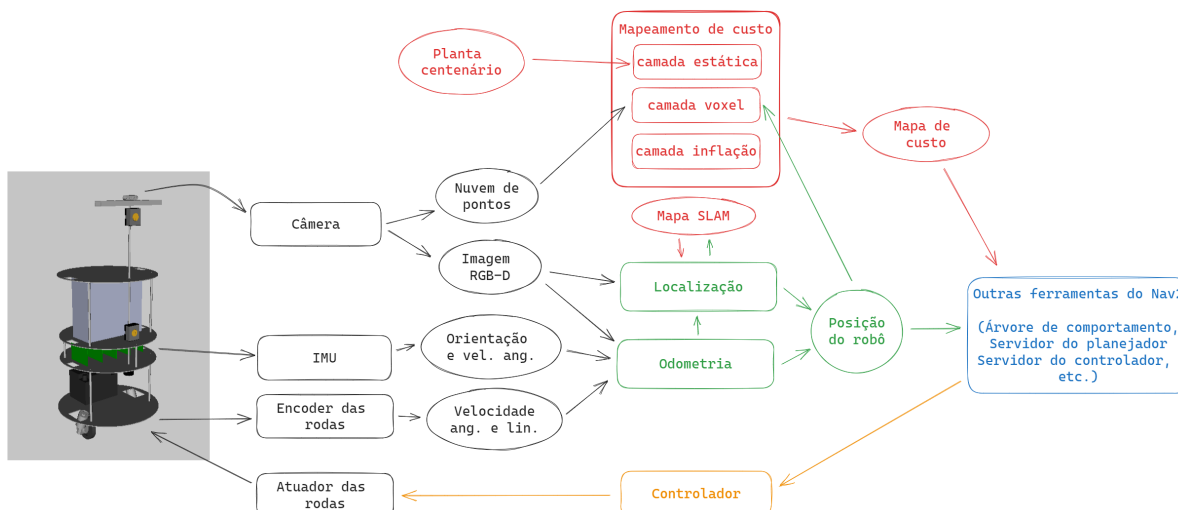 Mapeamento de custo
Planta
centenário
camada estática
camada voxel
camada inflação
Mapa de
custo
Nuvem de
pontos
Câmera
Mapa SLAM
Imagem
RGB-D
Localização
Outras ferramentas do Nav2
(Árvore de comportamento,
Servidor do planejador
Servidor do controlador,
etc.)
Posição
do robô
Orientação
e vel. ang.
IMU
Odometria
Encoder das
rodas
Velocidade
ang. e lin.
Atuador das
rodas
Controlador